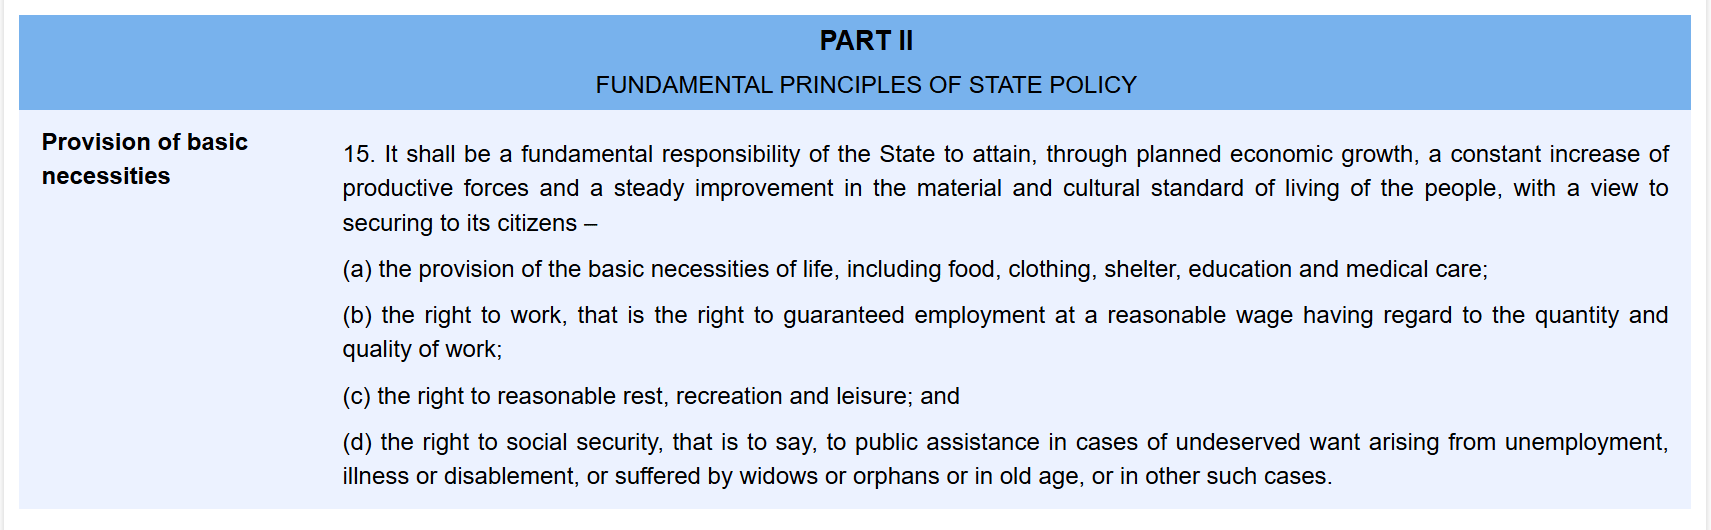 PART II
FUNDAMENTAL PRINCIPLES OF STATE POLICY
Provision of basic
necessities
15. It shall be a fundamental responsibility of the State to attain, through planned economic growth, a constant increase of
productive forces and a steady improvement in the material and cultural standard of living of the people, with a view to
securing to its citizens –
(a) the provision of the basic necessities of life, including food, clothing, shelter, education and medical care;
(b) the right to work, that is the right to guaranteed employment at a reasonable wage having regard to the quantity and
quality of work;
(c) the right to reasonable rest, recreation and leisure; and
(d) the right to social security, that is to say, to public assistance in cases of undeserved want arising from unemployment,
illness or disablement, or suffered by widows or orphans or in old age, or in other such cases.